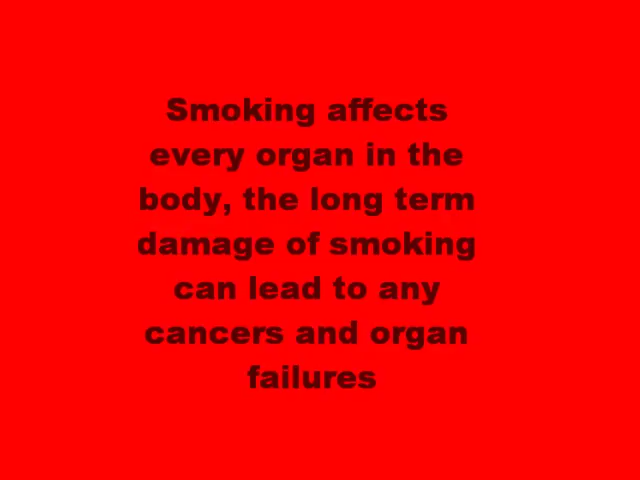 Smoking affects
every organ in the
body, the long term
damage of smoking
can lead to any
cancers and organ
failures